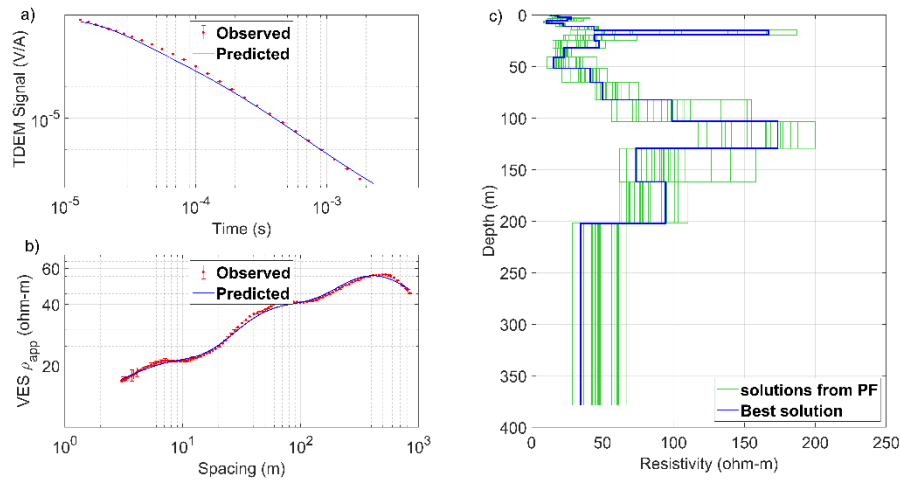 a)
Observed
Predicted
TDEM Signal (V/A)
10^-5
10^-5
10^-4
10^-3
Time (s)
b)
Observed
Predicted
VES ρ_app (ohm-m)
60
40
20
10^0
10^1
10^2
10^3
Spacing (m)
c)
0
50
100
150
200
250
300
350
400
Depth (m)
solutions from PF
Best solution
0
50
100
150
200
250
Resistivity (ohm-m)